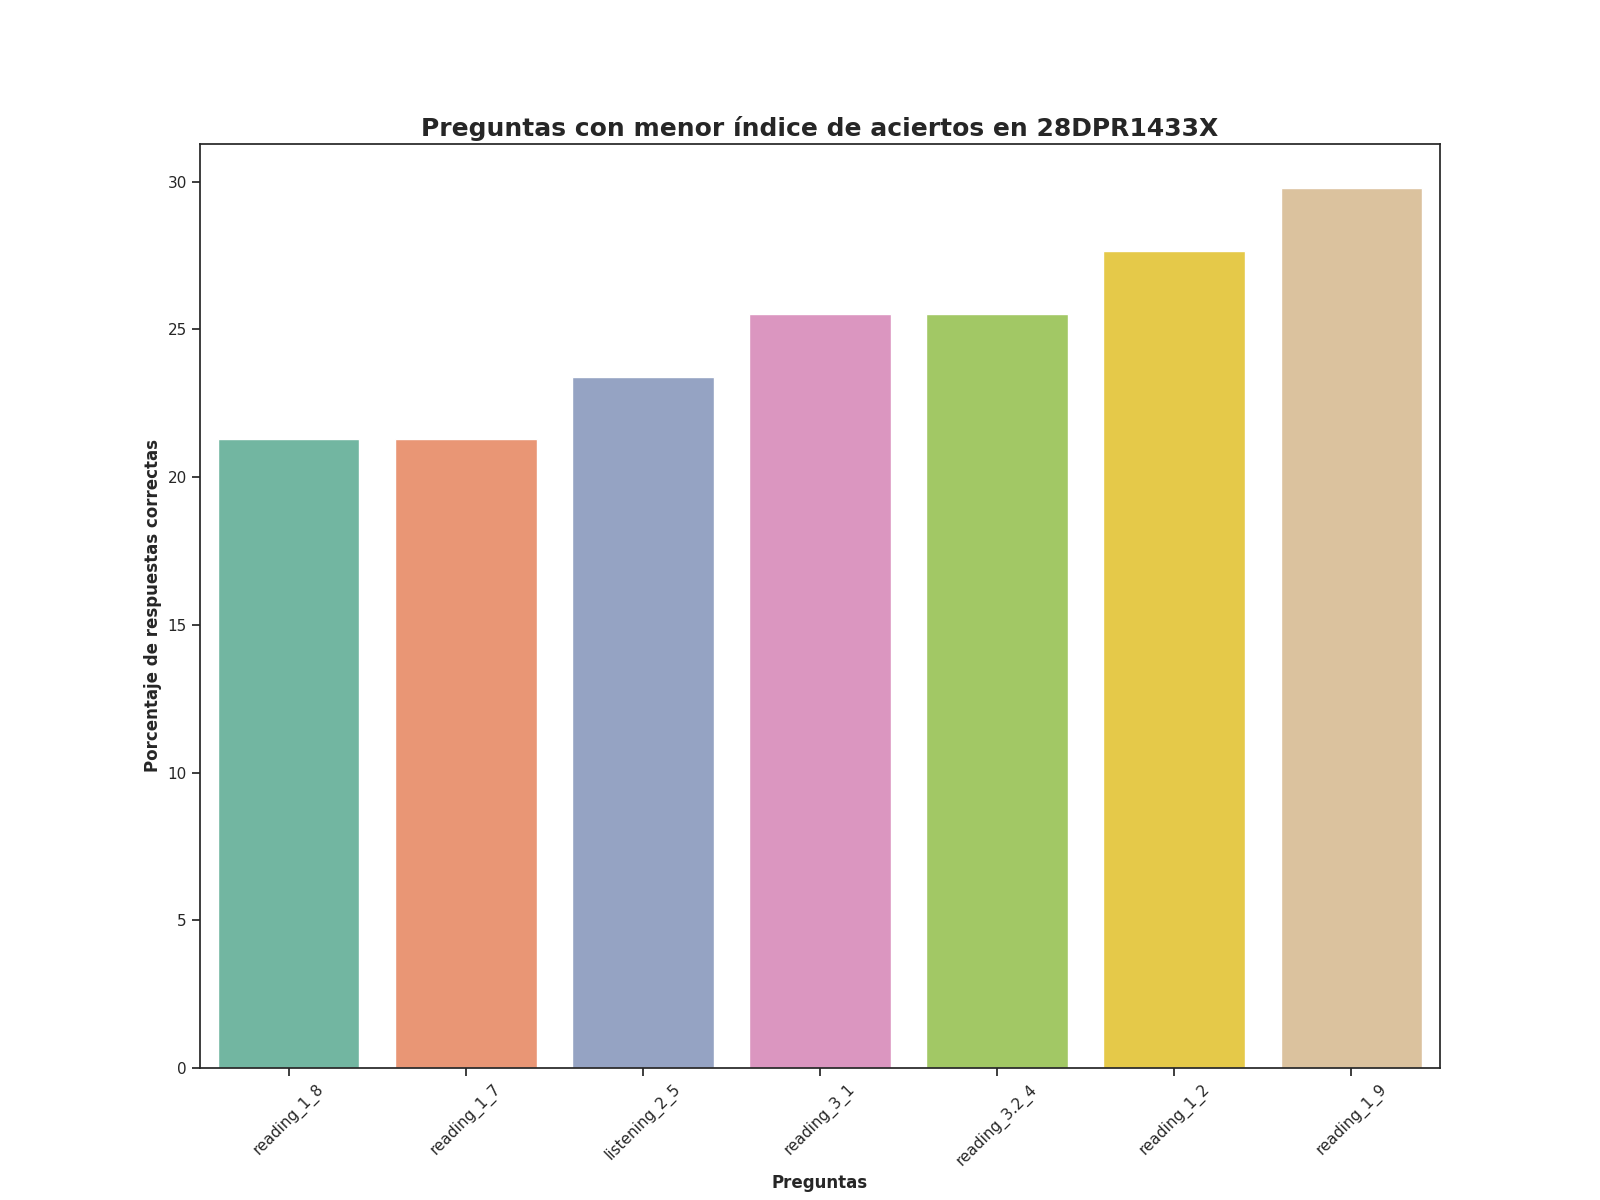 Preguntas con menor índice de aciertos en 28DPR1433X
Porcentaje de respuestas correctas
30
25
20
15
10
5
0
reading_1_8
reading_1_7
listening_2_5
reading_3_1
reading_3.2_4
reading_1_2
reading_1_9
Preguntas